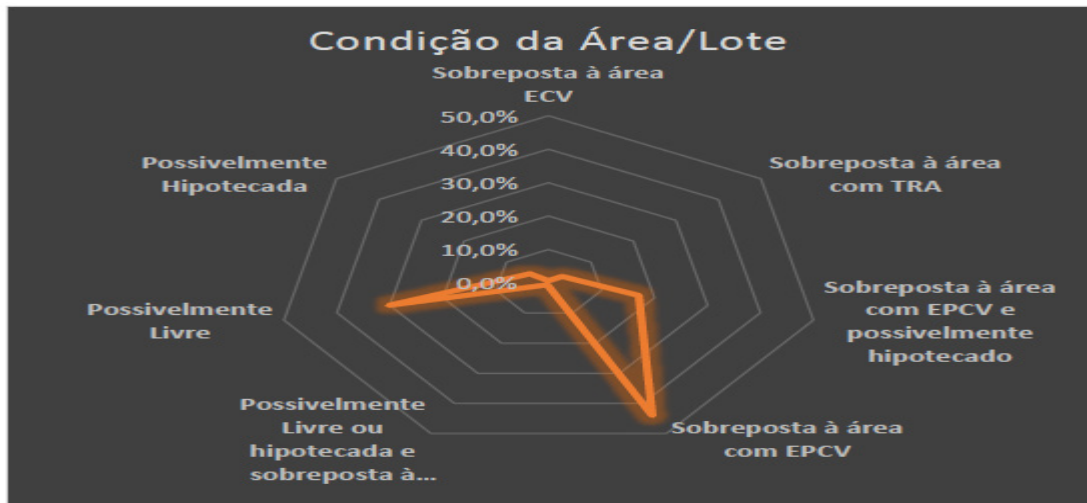 Condição da Área/Lote
Sobreposta à área
ECV
50,0%
40,0%
30,0%
20,0%
10,0%
0,0%
Sobreposta à área
com TRA
Sobreposta à área
com EPCV e
possivelmente
hipotecado
Sobreposta à área
com EPCV
Possivelmente
Livre ou
hipotecada e
sobreposta à...
Possivelmente
Livre
Possivelmente
Hipotecada